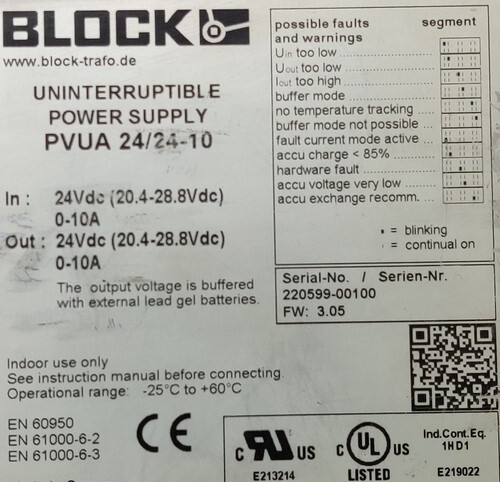 BLOCK
www.block-trafo.de
UNINTERRUPTIBLE
POWER SUPPLY
PVUA 24/24-10
In : 24Vdc (20.4-28.8Vdc)
0-10A
Out : 24Vdc (20.4-28.8Vdc)
0-10A
The output voltage is buffered
with external lead gel batteries.
possible faults segment
and warnings
Uin too low
Uout too low
Iout too high
buffer mode
no temperature tracking
buffer mode not possible
fault current mode active
accu charge < 85%
hardware fault
accu voltage very low
accu exchange recomm.
= blinking
= continual on
Serial-No. / Serien-Nr.
220599-00100
FW: 3.05
Indoor use only
See instruction manual before connecting.
Operational range: -25°C to +60°C
EN 60950
EN 61000-6-2
EN 61000-6-3
CE
C RU US
E213214
C UL US
LISTED
Ind.Cont.Eq.
1HD1
E219022